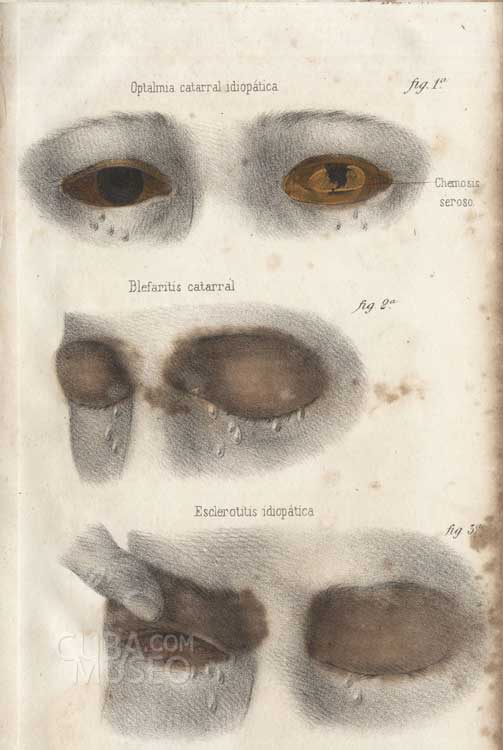 Optalmia catarral idiopática
fig. 1.ª
Chemosis
seroso.
Blefaritis catarral
fig 2.ª
Esclerotitis idiopática
fig 3.ª
CUBA.COM
MUSEO